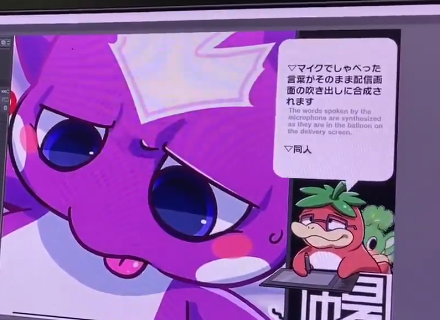 ▽マイクでしゃべった
言葉がそのまま配信画
面の吹き出しに合成さ
れます
The words spoken by the
microphone are synthesized
as they are in the balloon on
the delivery screen.
▽同人